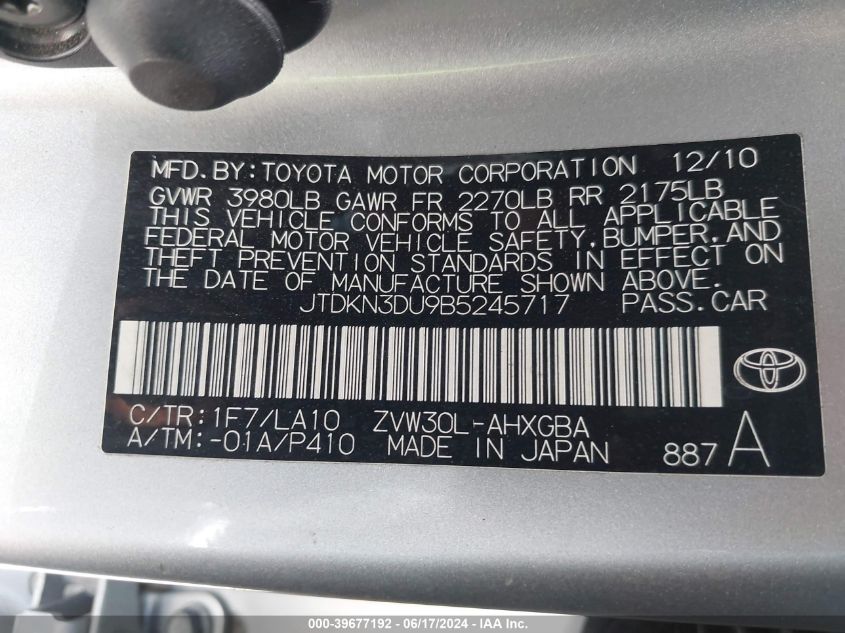 MFD.BY:TOYOTA MOTOR CORPORATION 12/10
GVWR 3980LB GAWR FR 2270LB RR 2175LB
THIS VEHICLE CONFORMS TO ALL APPLICABLE
FEDERAL MOTOR VEHICLE SAFETY,BUMPER,AND
THEFT PREVENTION STANDARDS IN EFFECT ON
THE DATE OF MANUFACTURE SHOWN ABOVE.
JTDKN3DU9B5245717 PASS.CAR
C/TR:1F7/LA10 ZVW30L-AHXGBA
A/TM:-01A/P410 MADE IN JAPAN 887 A
000-39677192 - 06/17/2024 - IAA Inc.